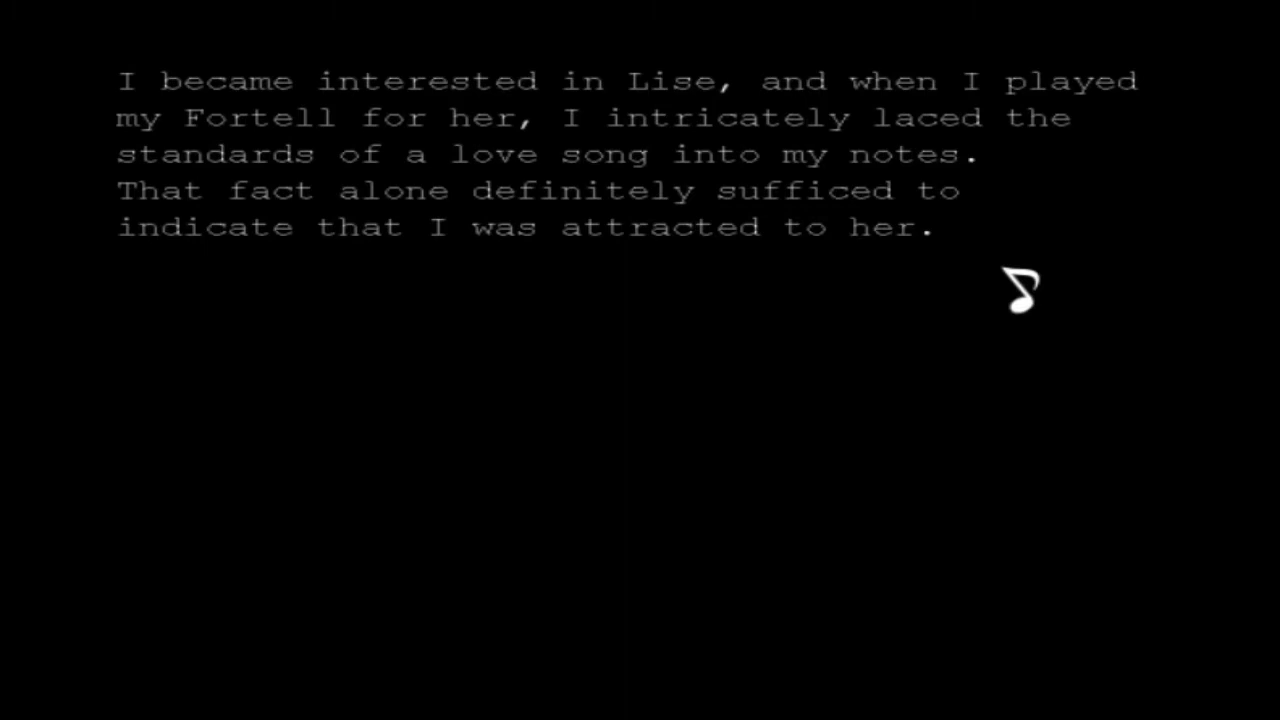 I became interested in Lise, and when I played
my Fortell for her, I intricately laced the
standards of a love song into my notes.
That fact alone definitely sufficed to
indicate that I was attracted to her.